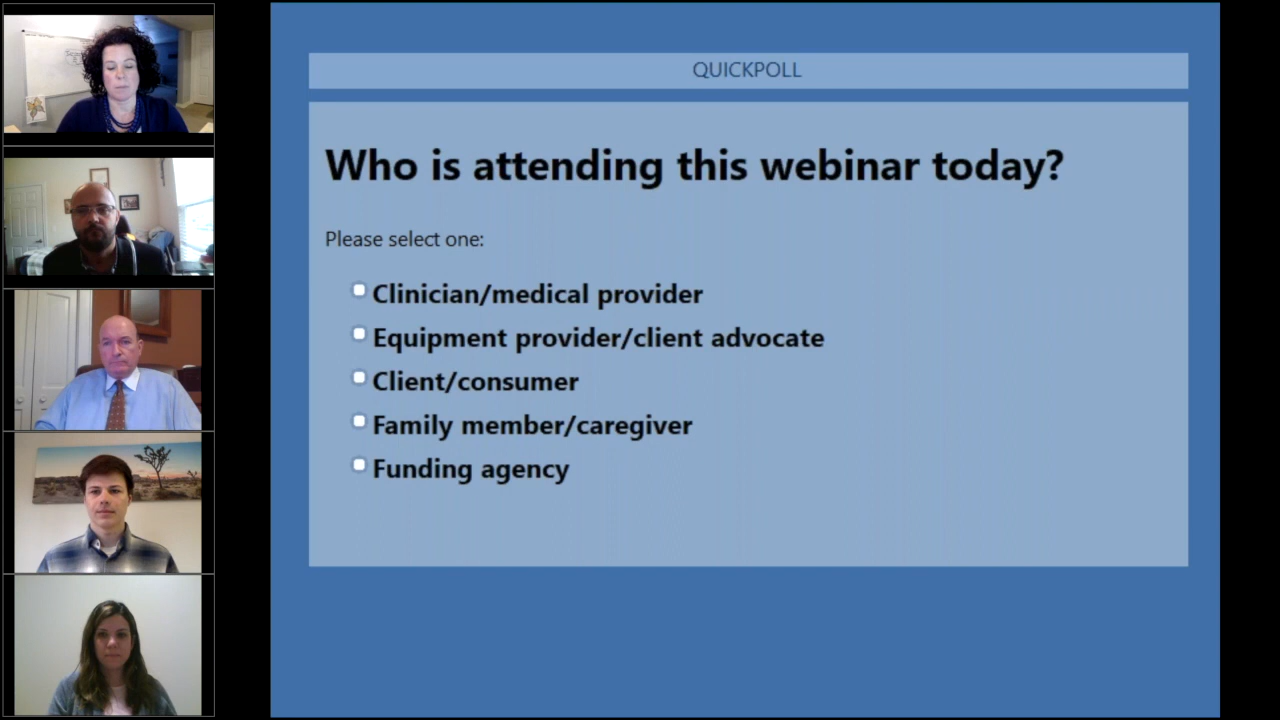 QUICKPOLL
Who is attending this webinar today?
Please select one:
Clinician/medical provider
Equipment provider/client advocate
Client/consumer
Family member/caregiver
Funding agency